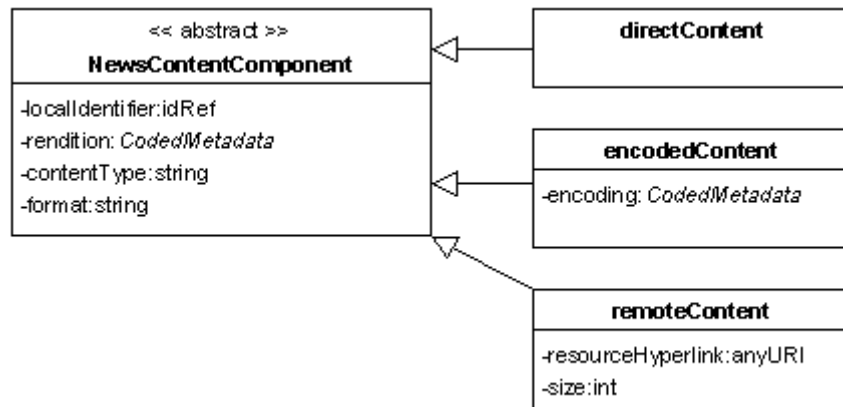 << abstract >>
NewsContentComponent
-localIdentifier:idRef
-rendition: CodedMetadata
-contentType:string
-format:string
directContent
encodedContent
-encoding: CodedMetadata
remoteContent
-resourceHyperlink:anyURI
-size:int